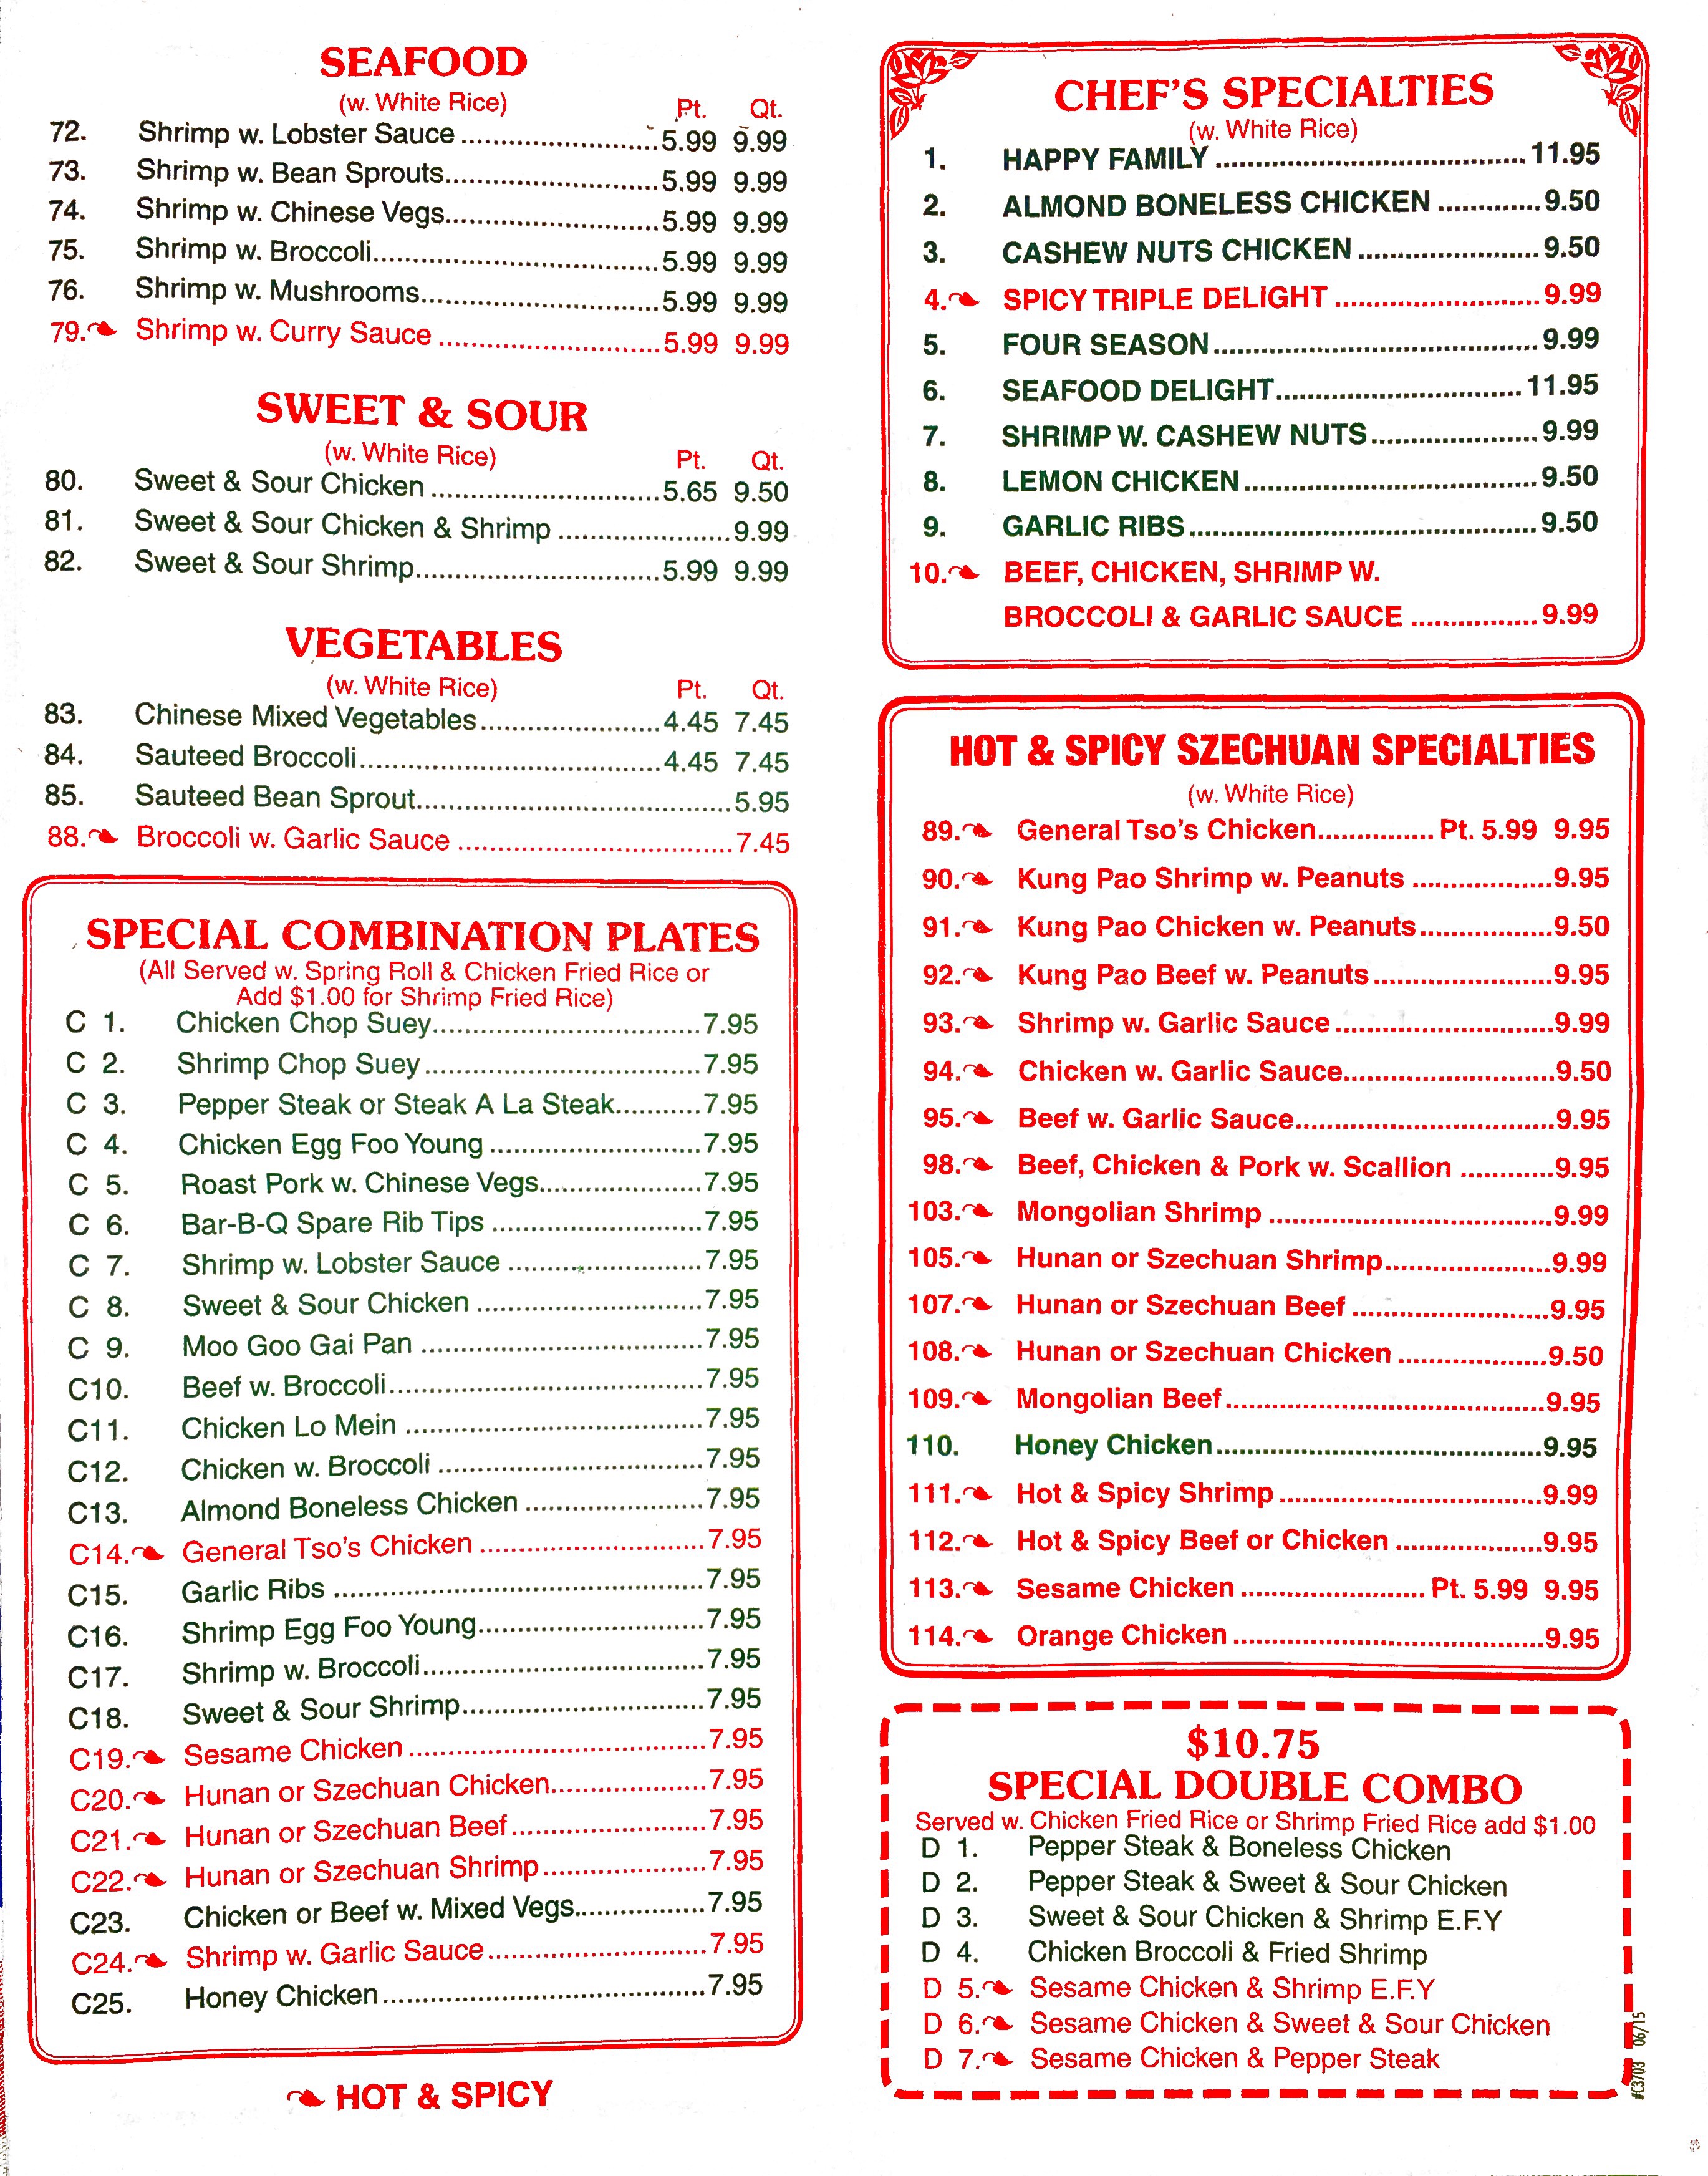 SEAFOOD
(w. White Rice) Pt. Qt.
72. Shrimp w. Lobster Sauce ......................... 5.99 9.99
73. Shrimp w. Bean Sprouts........................... 5.99 9.99
74. Shrimp w. Chinese Vegs........................... 5.99 9.99
75. Shrimp w. Broccoli.................................... 5.99 9.99
76. Shrimp w. Mushrooms.............................. 5.99 9.99
79. Shrimp w. Curry Sauce ............................ 5.99 9.99
SWEET & SOUR
(w. White Rice) Pt. Qt.
80. Sweet & Sour Chicken ............................. 5.65 9.50
81. Sweet & Sour Chicken & Shrimp ...................... 9.99
82. Sweet & Sour Shrimp............................... 5.99 9.99
VEGETABLES
(w. White Rice) Pt. Qt.
83. Chinese Mixed Vegetables....................... 4.45 7.45
84. Sauteed Broccoli...................................... 4.45 7.45
85. Sauteed Bean Sprout........................................ 5.95
88. Broccoli w. Garlic Sauce ................................... 7.45
SPECIAL COMBINATION PLATES
(All Served w. Spring Roll & Chicken Fried Rice or
Add $1.00 for Shrimp Fried Rice)
C 1. Chicken Chop Suey.................................. 7.95
C 2. Shrimp Chop Suey................................... 7.95
C 3. Pepper Steak or Steak A La Steak........... 7.95
C 4. Chicken Egg Foo Young ........................... 7.95
C 5. Roast Pork w. Chinese Vegs..................... 7.95
C 6. Bar-B-Q Spare Rib Tips ........................... 7.95
C 7. Shrimp w. Lobster Sauce ......................... 7.95
C 8. Sweet & Sour Chicken ............................. 7.95
C 9. Moo Goo Gai Pan .................................... 7.95
C10. Beef w. Broccoli........................................ 7.95
C11. Chicken Lo Mein ...................................... 7.95
C12. Chicken w. Broccoli .................................. 7.95
C13. Almond Boneless Chicken ....................... 7.95
C14. General Tso's Chicken ............................. 7.95
C15. Garlic Ribs ............................................... 7.95
C16. Shrimp Egg Foo Young............................. 7.95
C17. Shrimp w. Broccoli.................................... 7.95
C18. Sweet & Sour Shrimp............................... 7.95
C19. Sesame Chicken ...................................... 7.95
C20. Hunan or Szechuan Chicken.................... 7.95
C21. Hunan or Szechuan Beef......................... 7.95
C22. Hunan or Szechuan Shrimp..................... 7.95
C23. Chicken or Beef w. Mixed Vegs................. 7.95
C24. Shrimp w. Garlic Sauce............................ 7.95
C25. Honey Chicken......................................... 7.95
HOT & SPICY
CHEF'S SPECIALTIES
(w. White Rice)
1. HAPPY FAMILY ....................................... 11.95
2. ALMOND BONELESS CHICKEN ............. 9.50
3. CASHEW NUTS CHICKEN ....................... 9.50
4. SPICY TRIPLE DELIGHT .......................... 9.99
5. FOUR SEASON......................................... 9.99
6. SEAFOOD DELIGHT............................... 11.95
7. SHRIMP W. CASHEW NUTS..................... 9.99
8. LEMON CHICKEN..................................... 9.50
9. GARLIC RIBS............................................ 9.50
10. BEEF, CHICKEN, SHRIMP W.
BROCCOLI & GARLIC SAUCE ................ 9.99
HOT & SPICY SZECHUAN SPECIALTIES
(w. White Rice)
89. General Tso's Chicken............... Pt. 5.99 9.95
90. Kung Pao Shrimp w. Peanuts .................. 9.95
91. Kung Pao Chicken w. Peanuts................. 9.50
92. Kung Pao Beef w. Peanuts....................... 9.95
93. Shrimp w. Garlic Sauce ............................ 9.99
94. Chicken w. Garlic Sauce........................... 9.50
95. Beef w. Garlic Sauce................................. 9.95
98. Beef, Chicken & Pork w. Scallion ............ 9.95
103. Mongolian Shrimp .................................... 9.99
105. Hunan or Szechuan Shrimp..................... 9.99
107. Hunan or Szechuan Beef ......................... 9.95
108. Hunan or Szechuan Chicken ................... 9.50
109. Mongolian Beef......................................... 9.95
110. Honey Chicken.......................................... 9.95
111. Hot & Spicy Shrimp .................................. 9.99
112. Hot & Spicy Beef or Chicken ................... 9.95
113. Sesame Chicken ........................ Pt. 5.99 9.95
114. Orange Chicken ........................................ 9.95
$10.75
SPECIAL DOUBLE COMBO
Served w. Chicken Fried Rice or Shrimp Fried Rice add $1.00
D 1. Pepper Steak & Boneless Chicken
D 2. Pepper Steak & Sweet & Sour Chicken
D 3. Sweet & Sour Chicken & Shrimp E.F.Y
D 4. Chicken Broccoli & Fried Shrimp
D 5. Sesame Chicken & Shrimp E.F.Y
D 6. Sesame Chicken & Sweet & Sour Chicken
D 7. Sesame Chicken & Pepper Steak
#C3703 06/15